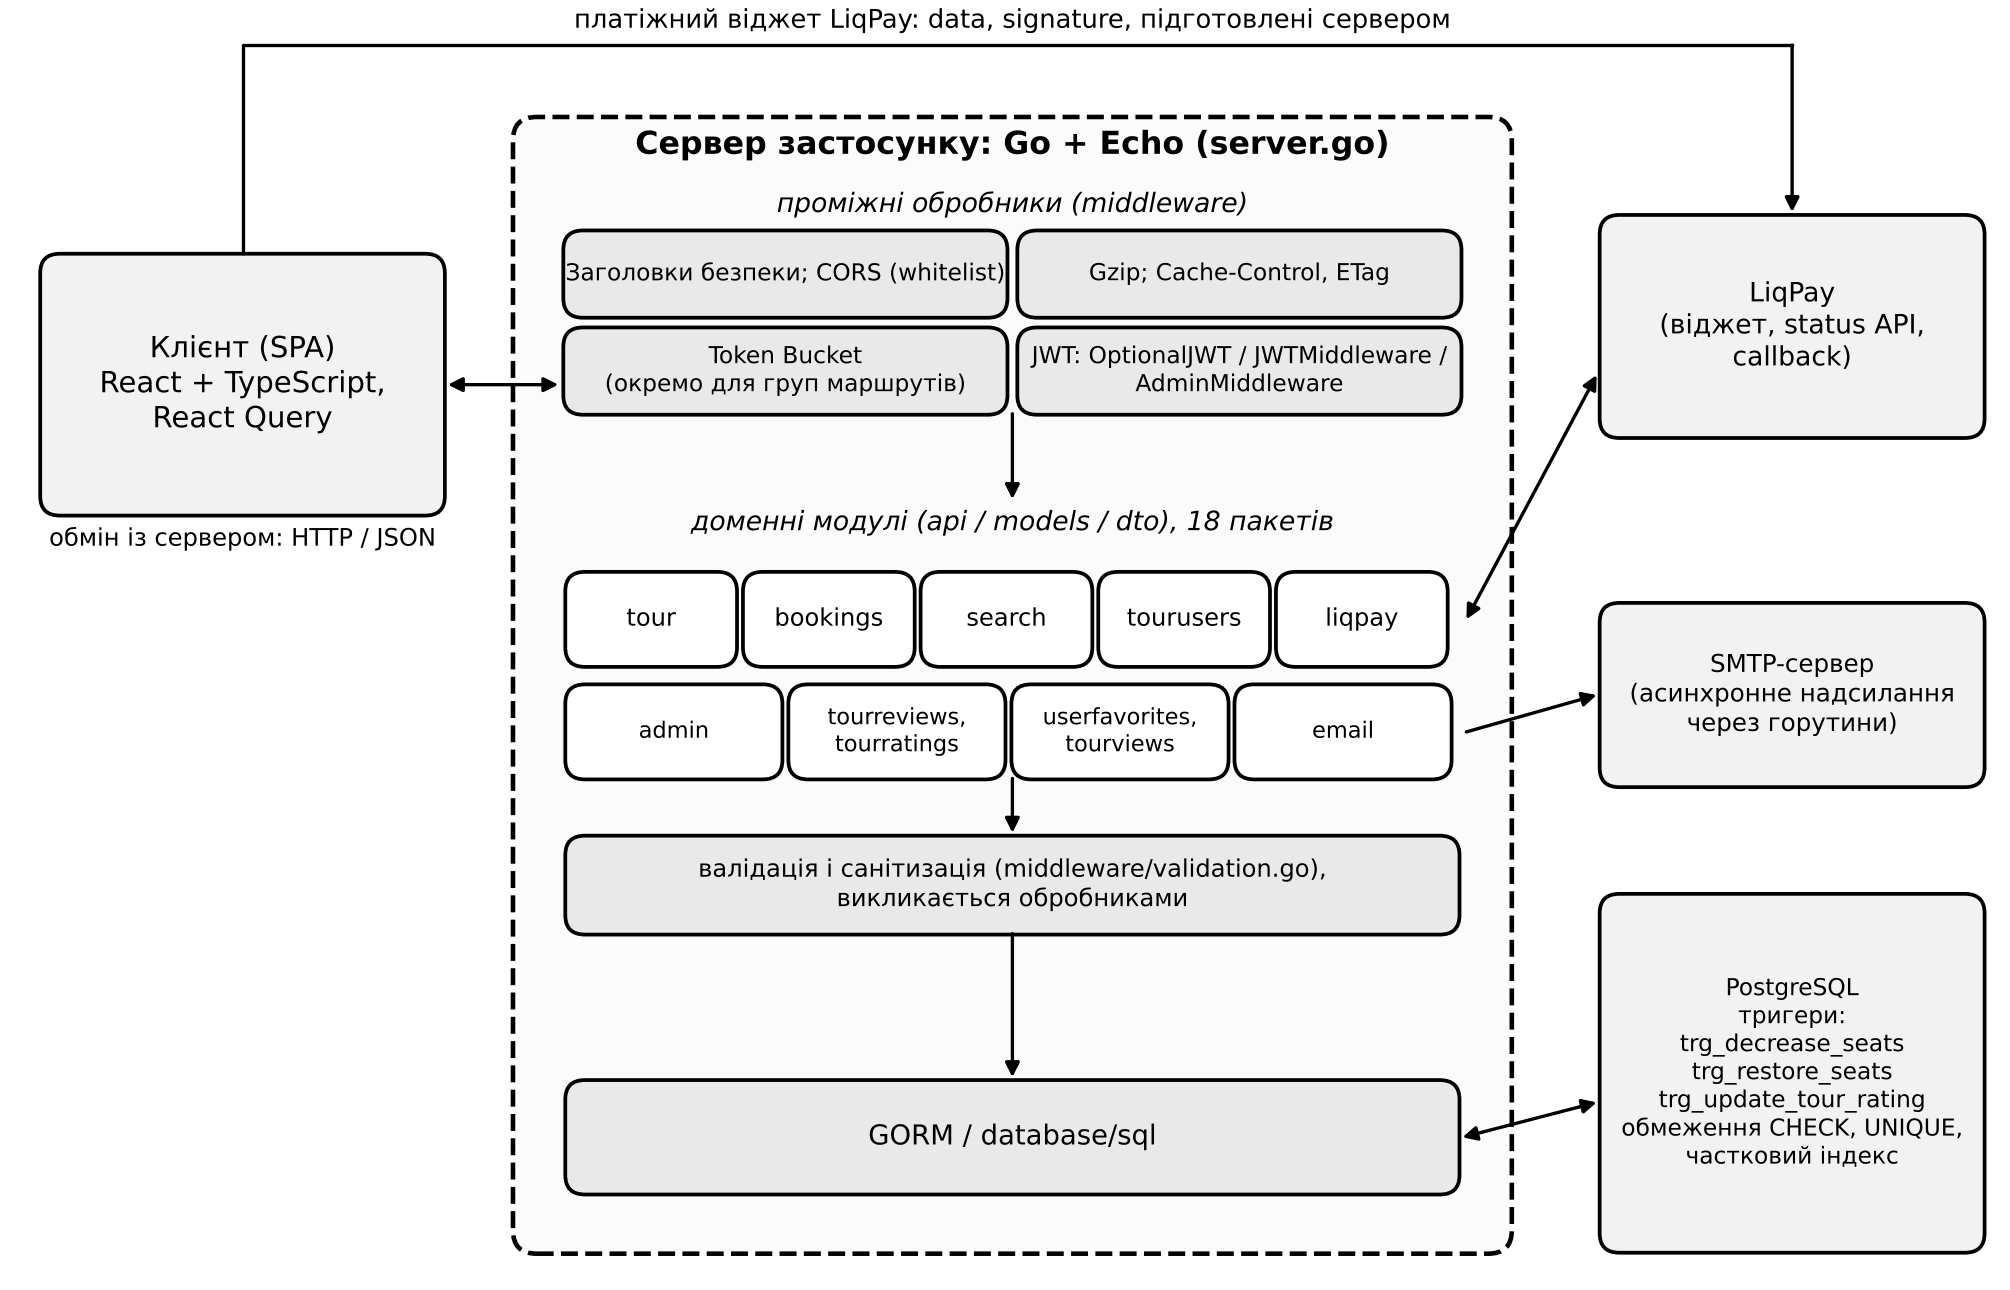 платіжний віджет LiqPay: data, signature, підготовлені сервером
Сервер застосунку: Go + Echo (server.go)
проміжні обробники (middleware)
Заголовки безпеки; CORS (whitelist)
Gzip; Cache-Control, ETag
Token Bucket
(окремо для груп маршрутів)
JWT: OptionalJWT / JWTMiddleware /
AdminMiddleware
Клієнт (SPA)
React + TypeScript,
React Query
обмін із сервером: HTTP / JSON
LiqPay
(віджет, status API,
callback)
доменні модулі (api / models / dto), 18 пакетів
tour
bookings
search
tourusers
liqpay
admin
tourreviews,
tourratings
userfavorites,
tourviews
email
SMTP-сервер
(асинхронне надсилання
через горутини)
валідація і санітизація (middleware/validation.go),
викликається обробниками
GORM / database/sql
PostgreSQL
тригери:
trg_decrease_seats
trg_restore_seats
trg_update_tour_rating
обмеження CHECK, UNIQUE,
частковий індекс